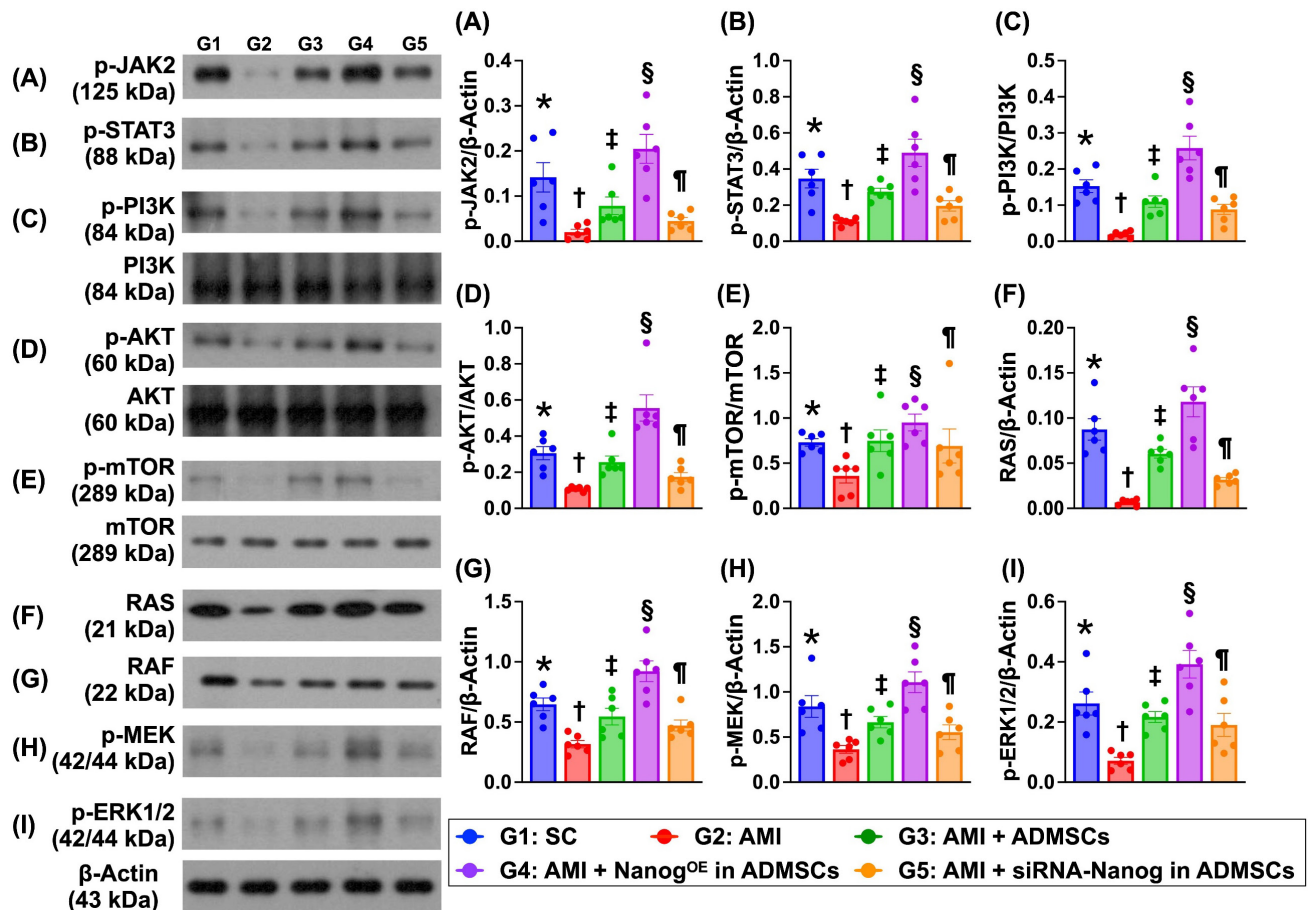 G1 G2 G3 G4 G5
(A) p-JAK2
(125 kDa)
(B) p-STAT3
(88 kDa)
(C) p-PI3K
(84 kDa)
PI3K
(84 kDa)
(D) p-AKT
(60 kDa)
AKT
(60 kDa)
(E) p-mTOR
(289 kDa)
mTOR
(289 kDa)
(F) RAS
(21 kDa)
(G) RAF
(22 kDa)
(H) p-MEK
(42/44 kDa)
(I) p-ERK1/2
(42/44 kDa)
β-Actin
(43 kDa)
(A)
p-JAK2/β-Actin
0.4
0.3
0.2
0.1
0.0
* † ‡ § ¶
(B)
p-STAT3/β-Actin
1.0
0.8
0.6
0.4
0.2
0.0
* † ‡ § ¶
(C)
p-PI3K/PI3K
0.5
0.4
0.3
0.2
0.1
0.0
* † ‡ § ¶
(D)
p-AKT/AKT
1.0
0.8
0.6
0.4
0.2
0.0
* † ‡ § ¶
(E)
p-mTOR/mTOR
2.0
1.5
1.0
0.5
0.0
* † ‡ § ¶
(F)
RAS/β-Actin
0.20
0.15
0.10
0.05
0.00
* † ‡ § ¶
(G)
RAF/β-Actin
1.5
1.0
0.5
0.0
* † ‡ § ¶
(H)
p-MEK/β-Actin
2.0
1.5
1.0
0.5
0.0
* † ‡ § ¶
(I)
p-ERK1/2/β-Actin
0.6
0.4
0.2
0.0
* † ‡ § ¶
G1: SC G2: AMI G3: AMI + ADMSCs
G4: AMI + NanogOE in ADMSCs G5: AMI + siRNA-Nanog in ADMSCs